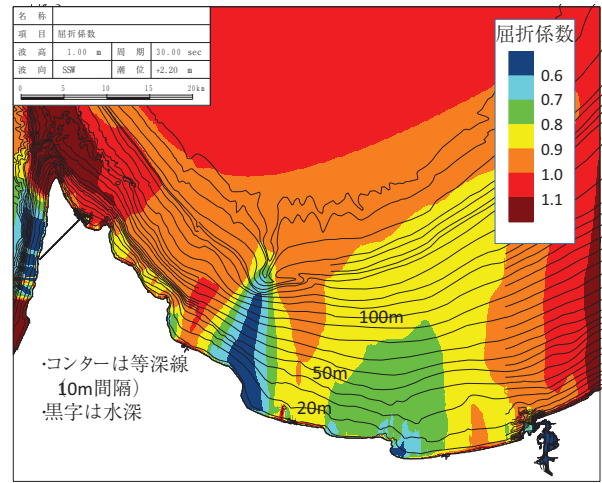 名 称
項 目 屈折係数
波 高 1.00 m 周 期 30.00 sec
波 向 SSW 潮 位 +2.20 m
0 5 10 15 20km
屈折係数
0.6
0.7
0.8
0.9
1.0
1.1
100m
50m
20m
・コンターは等深線
(10m間隔)
・黒字は水深